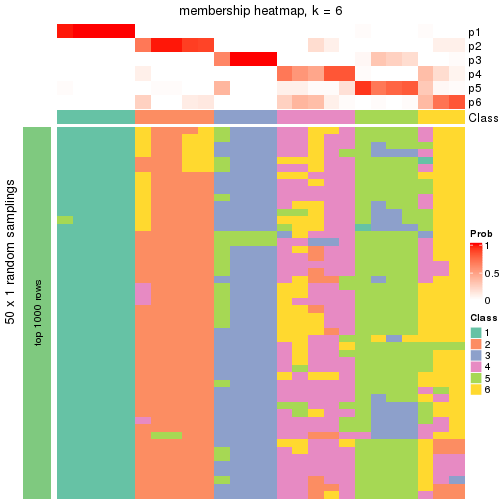 membership heatmap, k = 6
p1
p2
p3
p4
p5
p6
Class
50 x 1 random samplings
top 1000 rows
Prob
1
0.5
0
Class
1
2
3
4
5
6